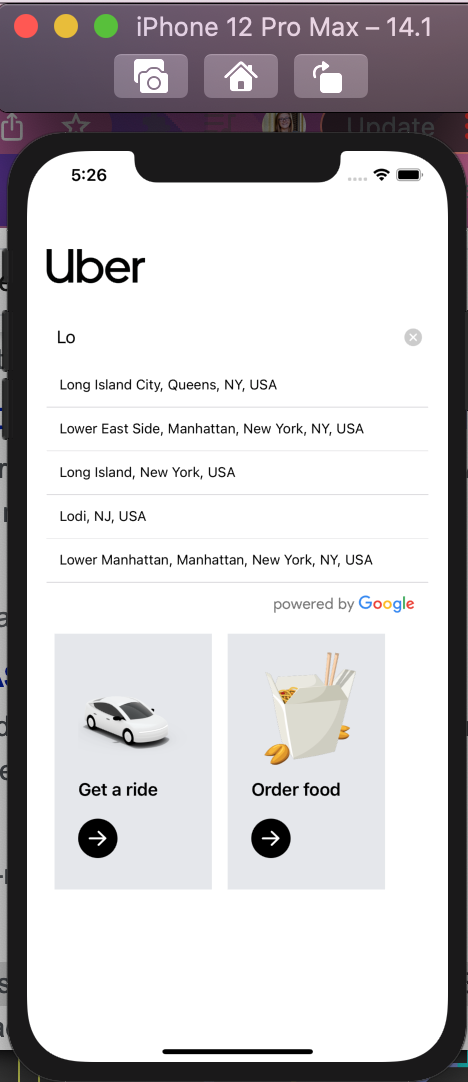 iPhone 12 Pro Max – 14.1
Update
5:26
Uber
Lo
Long Island City, Queens, NY, USA
Lower East Side, Manhattan, New York, NY, USA
Long Island, New York, USA
Lodi, NJ, USA
Lower Manhattan, Manhattan, New York, NY, USA
powered by Google
Get a ride
Order food